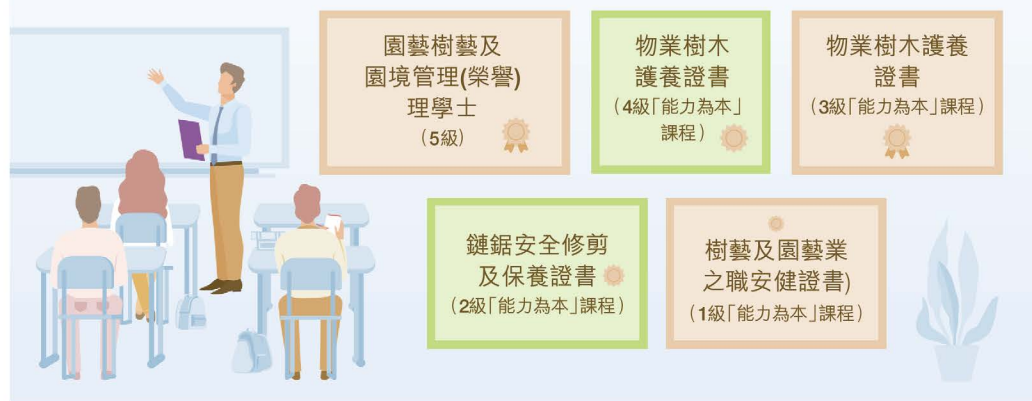 園藝樹藝及
園境管理(榮譽)
理學士
(5級)
物業樹木
護養證書
(4級「能力為本」
課程)
物業樹木護養
證書
(3級「能力為本」課程)
鏈鋸安全修剪
及保養證書
(2級「能力為本」課程)
樹藝及園藝業
之職安健證書)
(1級「能力為本」課程)